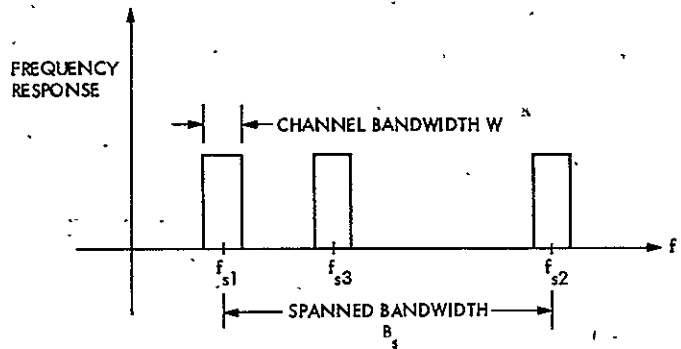 FREQUENCY
RESPONSE
CHANNEL BANDWIDTH W
f
f_s1
f_s3
f_s2
SPANNED BANDWIDTH
B_s